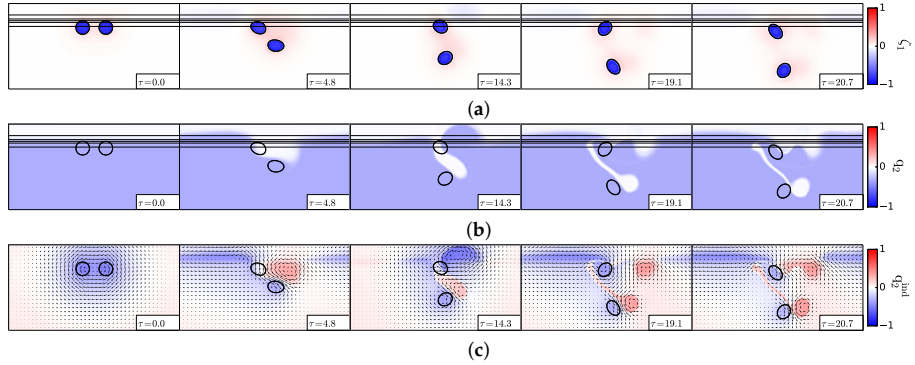 1
0
−1
ζ₁
τ=0.0
τ=4.8
τ=14.3
τ=19.1
τ=20.7
(a)
1
0
−1
q₂
τ=0.0
τ=4.8
τ=14.3
τ=19.1
τ=20.7
(b)
1
0
−1
q₂ⁱⁿᵈ
τ=0.0
τ=4.8
τ=14.3
τ=19.1
τ=20.7
(c)